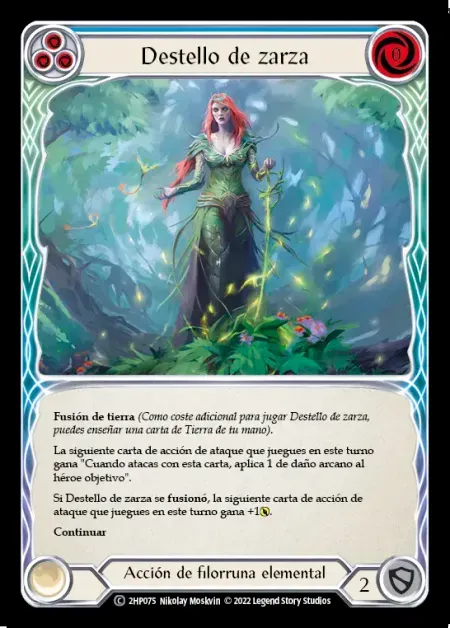 Destello de zarza
0
Fusión de tierra (Como coste adicional para jugar Destello de zarza,
puedes enseñar una carta de Tierra de tu mano).
La siguiente carta de acción de ataque que juegues en este turno
gana "Cuando atacas con esta carta, aplica 1 de daño arcano al
héroe objetivo".
Si Destello de zarza se fusionó, la siguiente carta de acción de
ataque que juegues en este turno gana +1.
Continuar
Acción de filorruna elemental
2
C 2HP075 Nikolay Moskvin © 2022 Legend Story Studios